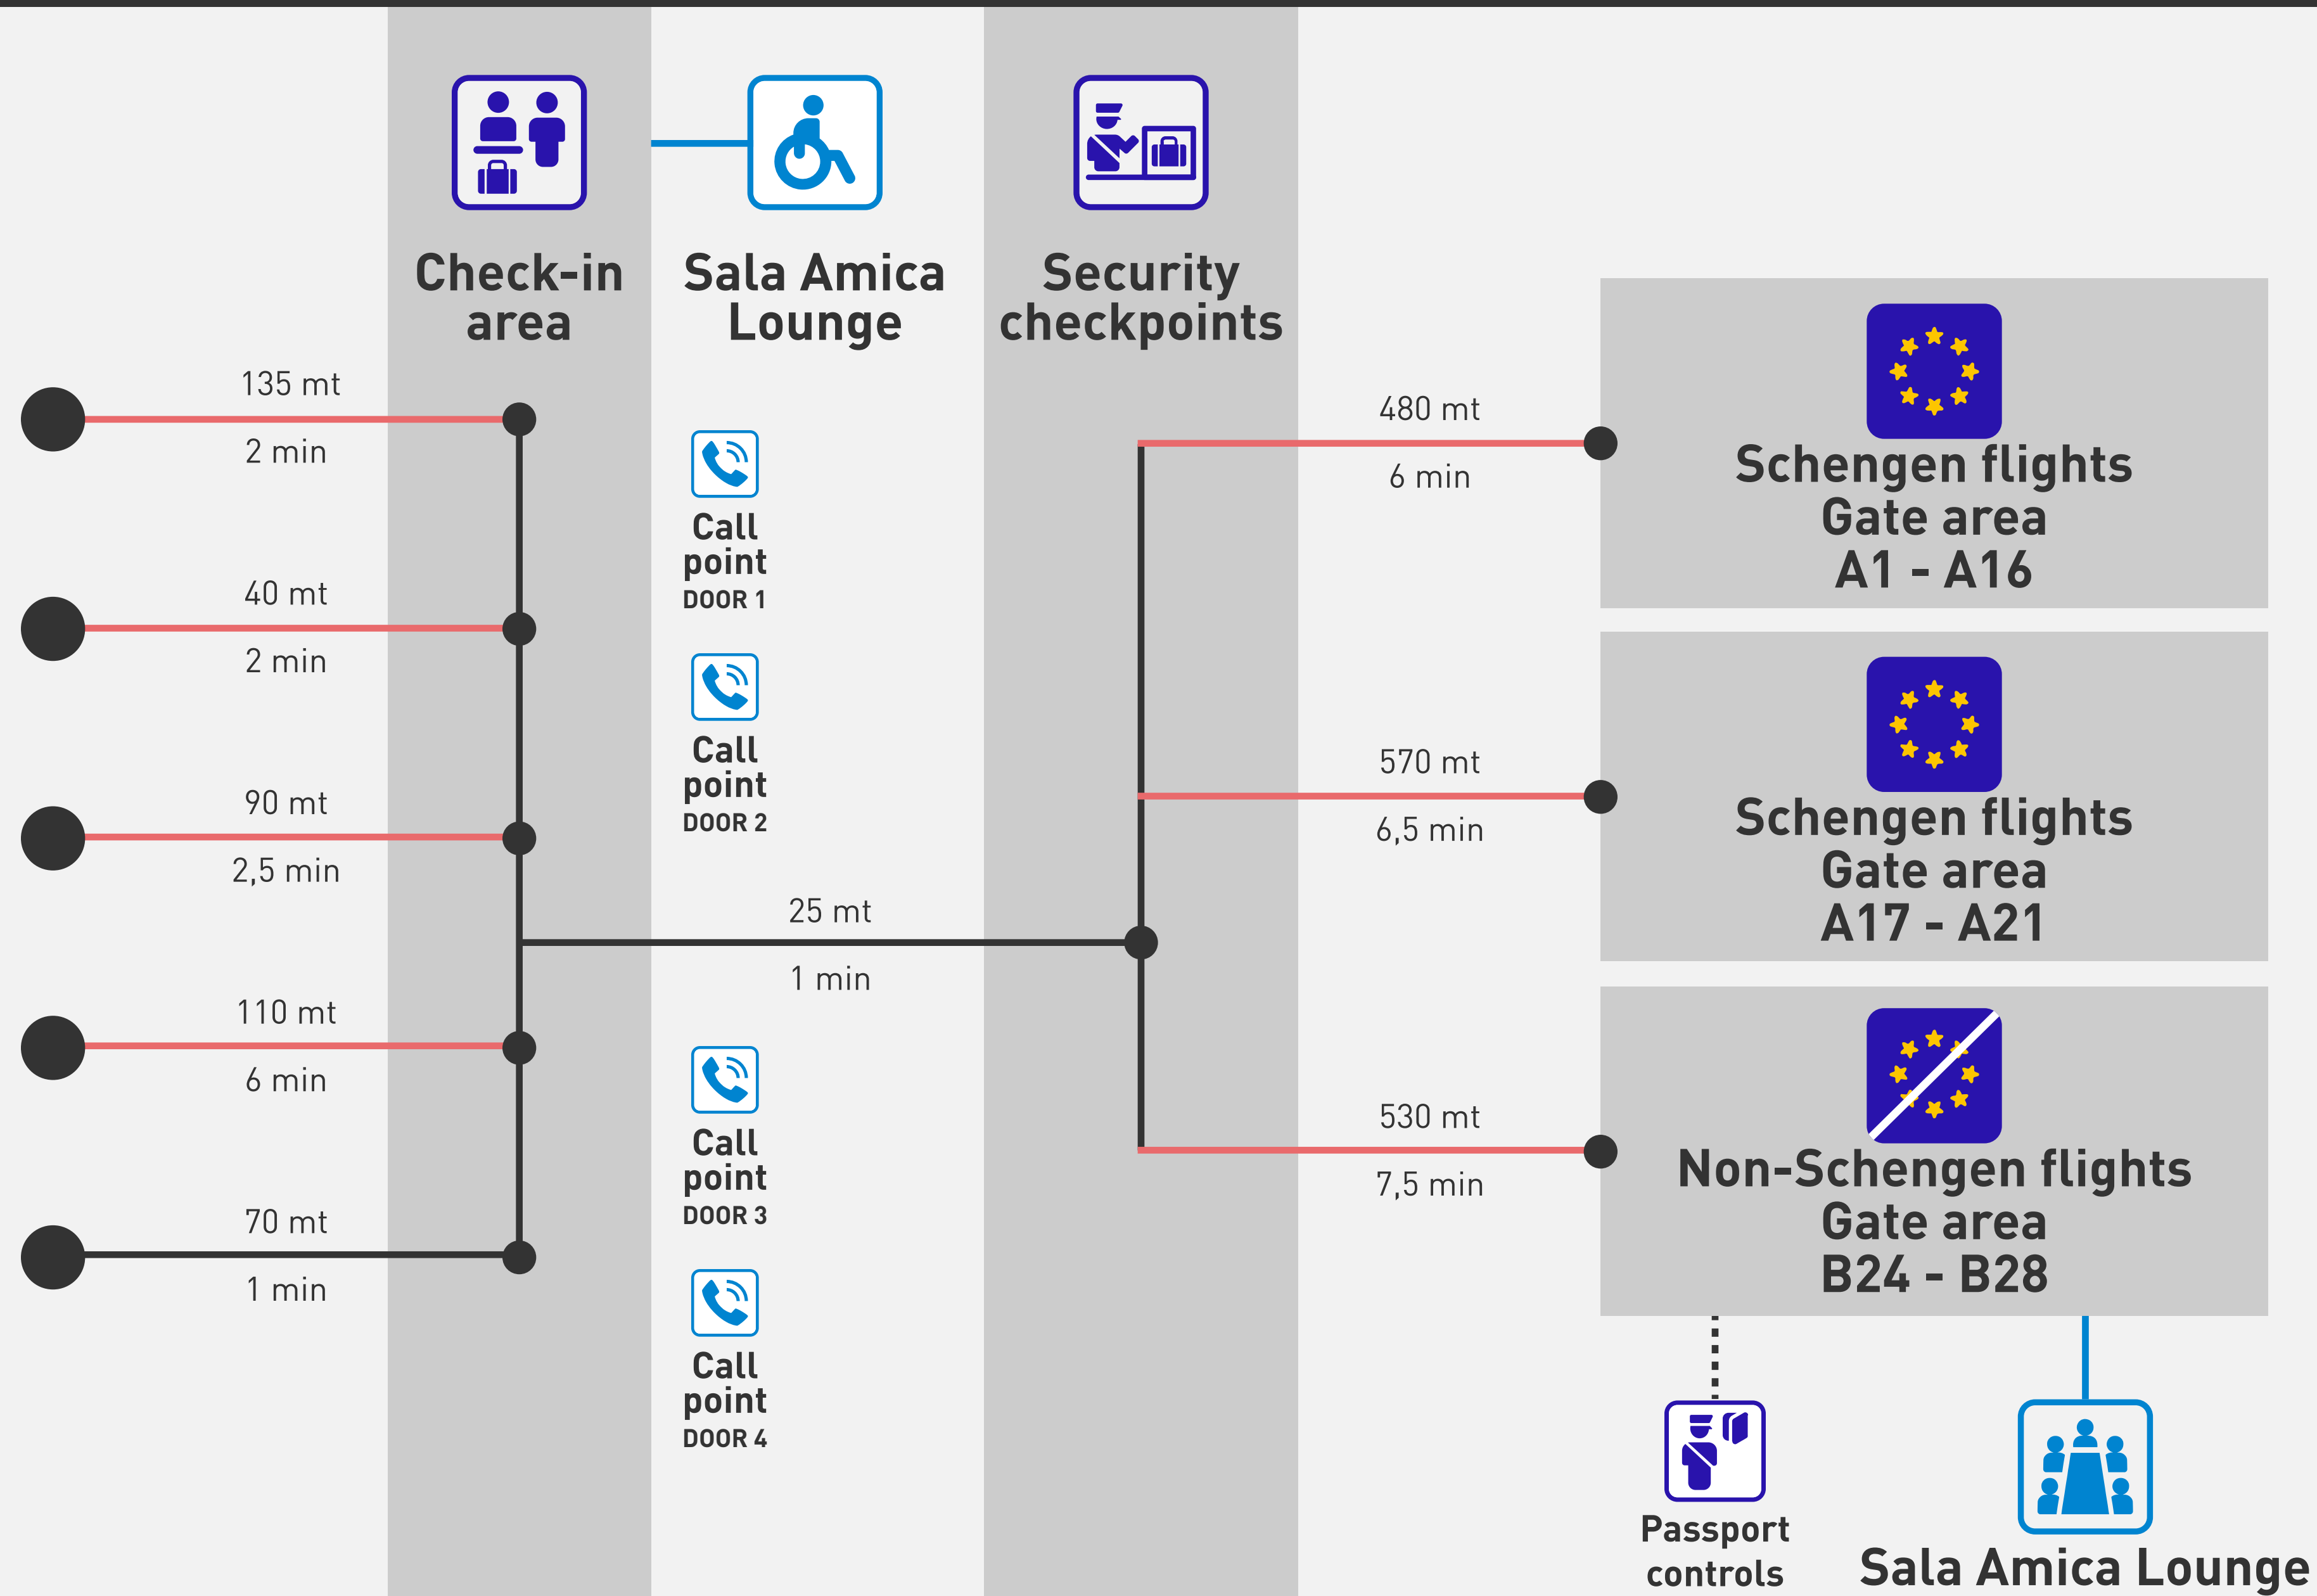 Check-in
area
Sala Amica
Lounge
Security
checkpoints
135 mt
2 min
40 mt
2 min
90 mt
2,5 min
110 mt
6 min
70 mt
1 min
Call
point
DOOR 1
Call
point
DOOR 2
25 mt
1 min
Call
point
DOOR 3
Call
point
DOOR 4
480 mt
6 min
570 mt
6,5 min
530 mt
7,5 min
Schengen flights
Gate area
A1 - A16
Schengen flights
Gate area
A17 - A21
Non-Schengen flights
Gate area
B24 - B28
Passport
controls
Sala Amica Lounge